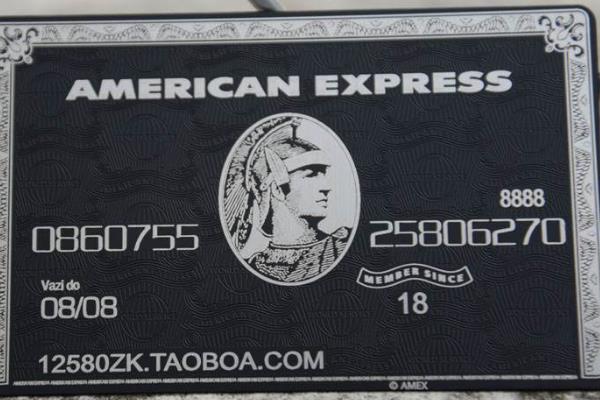 AMERICAN EXPRESS
8888
0860755 25806270
MEMBER SINCE
Vazi do
08/08 18
12580ZK.TAOBOA.COM
© AMEX